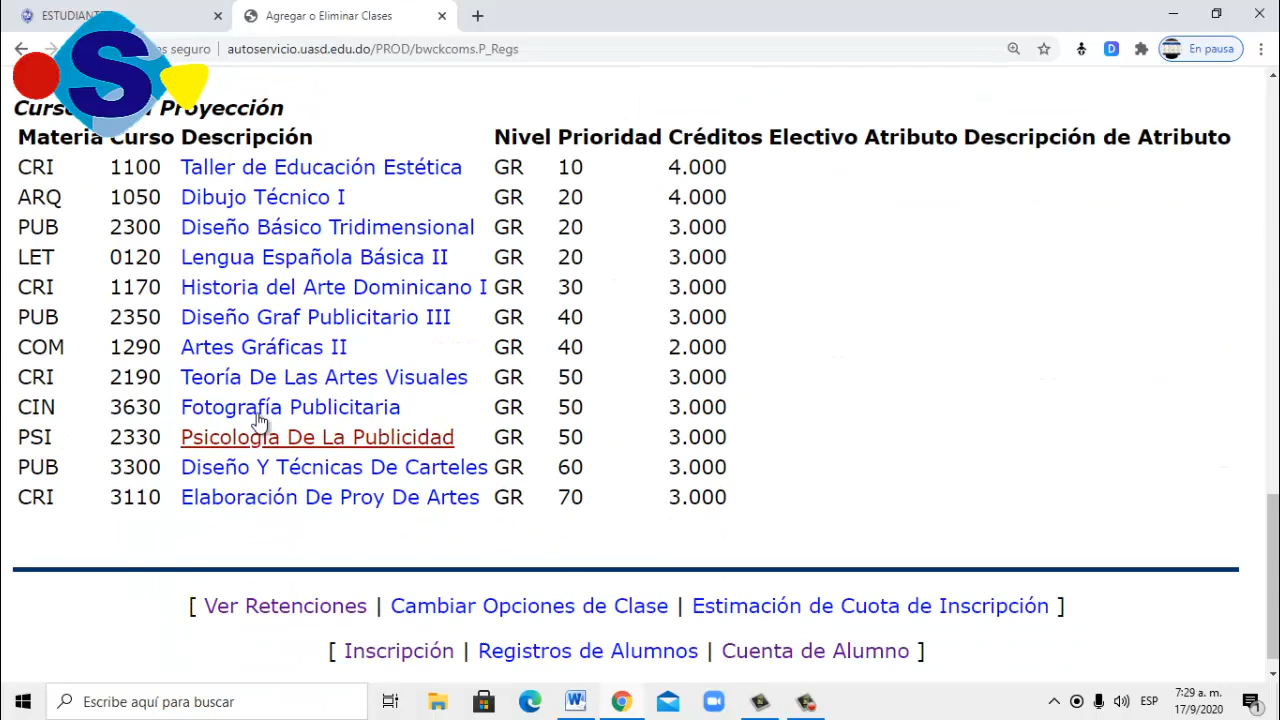 ESTUDIANT
Agregar o Eliminar Clases
os seguro | autoservicio.uasd.edu.do/PROD/bwckcoms.P_Regs
En pausa
S
Curs Proyección
Materia Curso Descripción Nivel Prioridad Créditos Electivo Atributo Descripción de Atributo
CRI 1100 Taller de Educación Estética GR 10 4.000
ARQ 1050 Dibujo Técnico I GR 20 4.000
PUB 2300 Diseño Básico Tridimensional GR 20 3.000
LET 0120 Lengua Española Básica II GR 20 3.000
CRI 1170 Historia del Arte Dominicano I GR 30 3.000
PUB 2350 Diseño Graf Publicitario III GR 40 3.000
COM 1290 Artes Gráficas II GR 40 2.000
CRI 2190 Teoría De Las Artes Visuales GR 50 3.000
CIN 3630 Fotografía Publicitaria GR 50 3.000
PSI 2330 Psicología De La Publicidad GR 50 3.000
PUB 3300 Diseño Y Técnicas De Carteles GR 60 3.000
CRI 3110 Elaboración De Proy De Artes GR 70 3.000
[ Ver Retenciones | Cambiar Opciones de Clase | Estimación de Cuota de Inscripción ]
[ Inscripción | Registros de Alumnos | Cuenta de Alumno ]
Escribe aquí para buscar
ESP
7:29 a. m.
17/9/2020
1